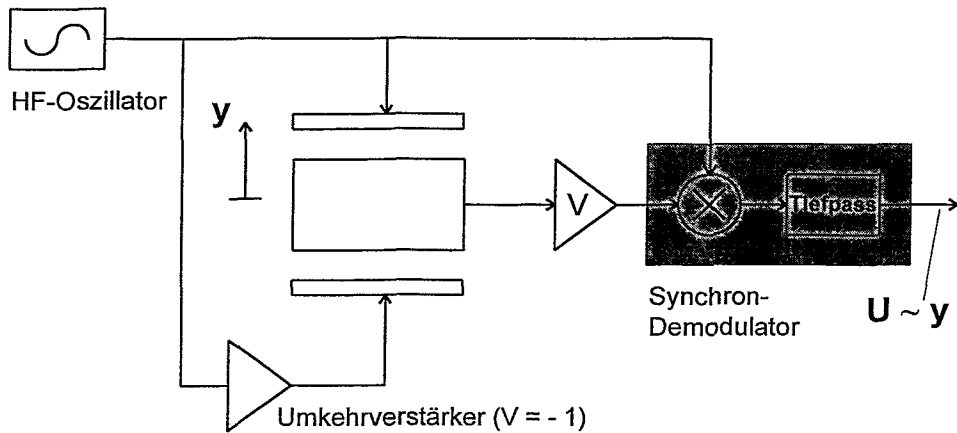 HF-Oszillator
y
V
Tiefpass
Synchron-
Demodulator
U ~ y
Umkehrverstärker (V = - 1)